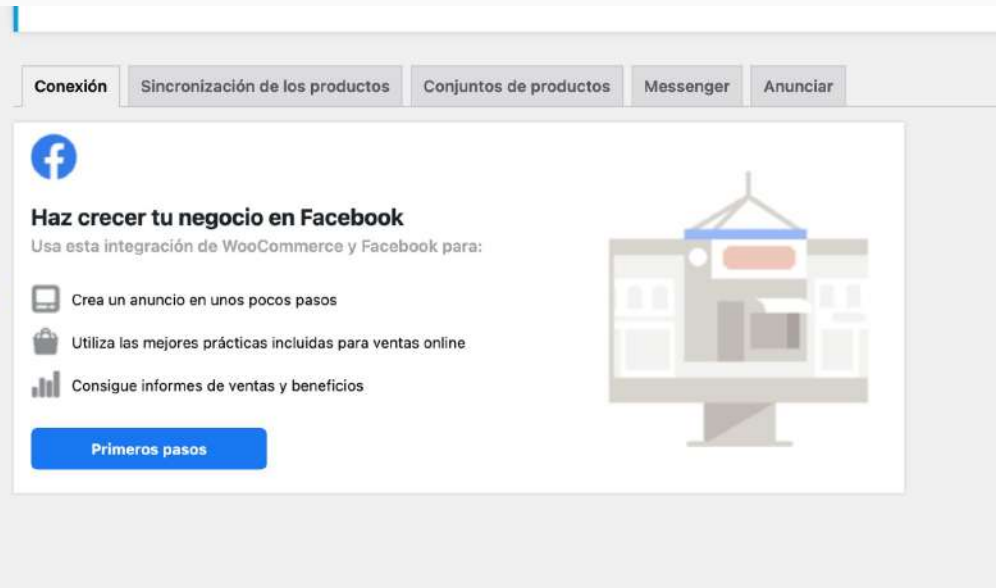 Conexión
Sincronización de los productos
Conjuntos de productos
Messenger
Anunciar
Haz crecer tu negocio en Facebook
Usa esta integración de WooCommerce y Facebook para:
Crea un anuncio en unos pocos pasos
Utiliza las mejores prácticas incluidas para ventas online
Consigue informes de ventas y beneficios
Primeros pasos